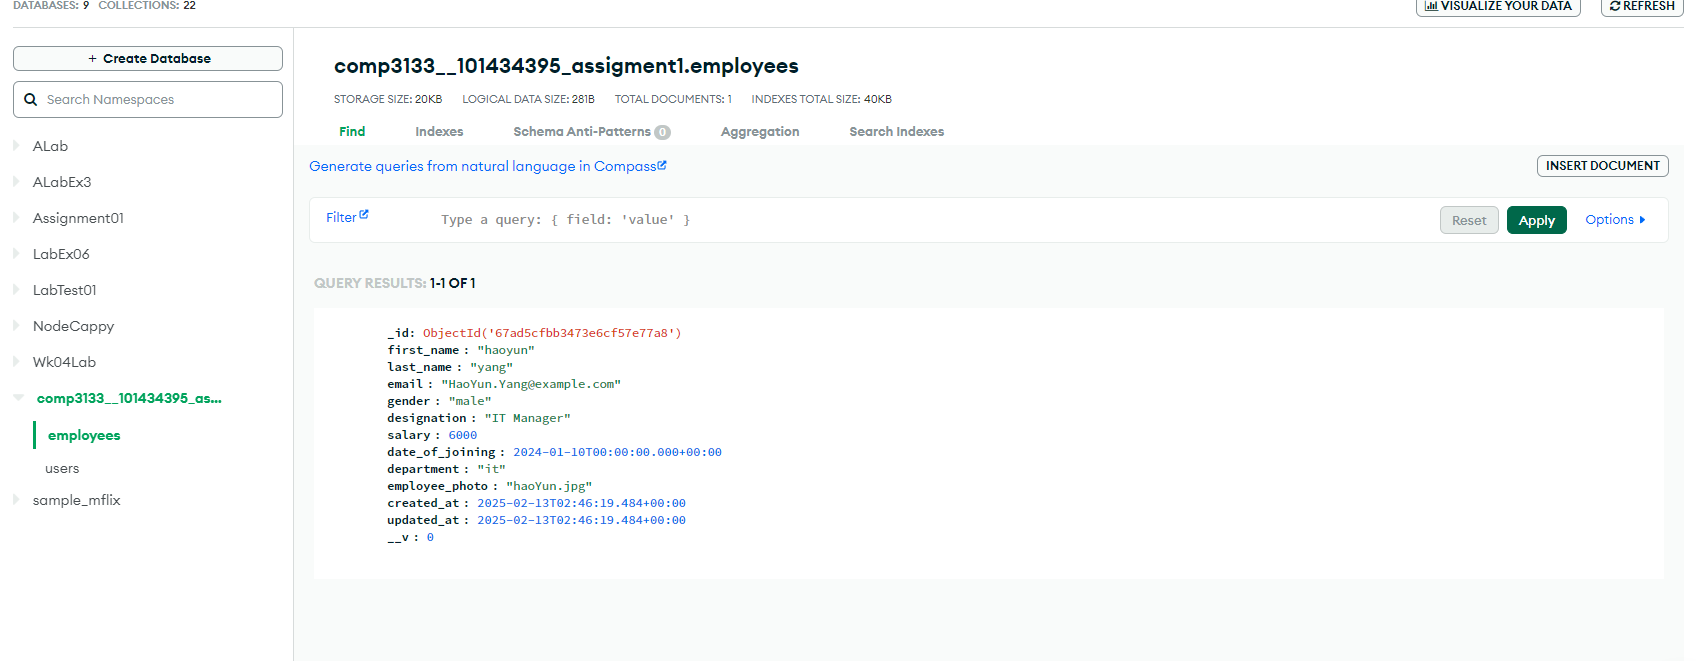 DATABASES: 9 COLLECTIONS: 22
VISUALIZE YOUR DATA
REFRESH
+ Create Database
Search Namespaces
ALab
ALabEx3
Assignment01
LabEx06
LabTest01
NodeCappy
Wk04Lab
comp3133__101434395_as...
employees
users
sample_mflix
comp3133__101434395_assigment1.employees
STORAGE SIZE: 20KB LOGICAL DATA SIZE: 281B TOTAL DOCUMENTS: 1 INDEXES TOTAL SIZE: 40KB
Find Indexes Schema Anti-Patterns 0 Aggregation Search Indexes
Generate queries from natural language in Compass
INSERT DOCUMENT
Filter Type a query: { field: 'value' } Reset Apply Options
QUERY RESULTS: 1-1 OF 1
_id: ObjectId('67ad5cfbb3473e6cf57e77a8')
first_name : "haoyun"
last_name : "yang"
email : "HaoYun.Yang@example.com"
gender : "male"
designation : "IT Manager"
salary : 6000
date_of_joining : 2024-01-10T00:00:00.000+00:00
department : "it"
employee_photo : "haoYun.jpg"
created_at : 2025-02-13T02:46:19.484+00:00
updated_at : 2025-02-13T02:46:19.484+00:00
__v : 0